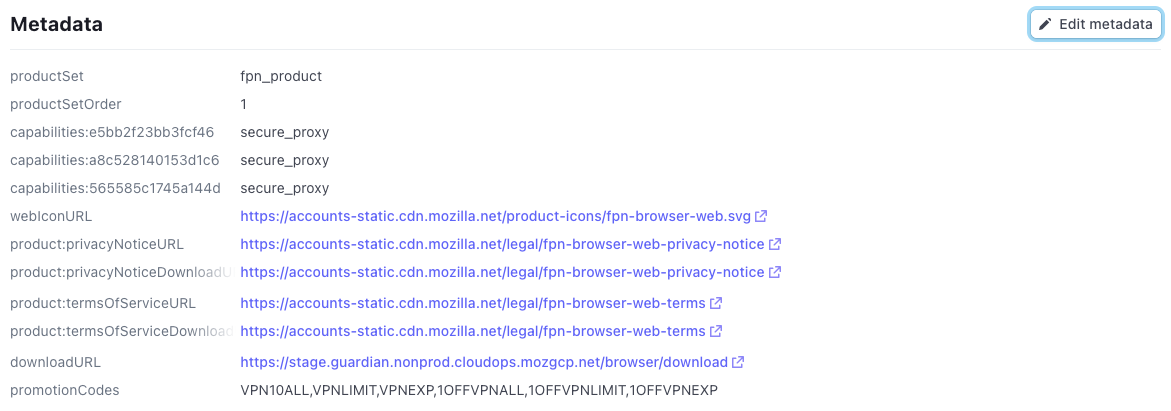 Metadata
Edit metadata
productSet fpn_product
productSetOrder 1
capabilities:e5bb2f23bb3fcf46 secure_proxy
capabilities:a8c528140153d1c6 secure_proxy
capabilities:565585c1745a144d secure_proxy
webIconURL https://accounts-static.cdn.mozilla.net/product-icons/fpn-browser-web.svg
product:privacyNoticeURL https://accounts-static.cdn.mozilla.net/legal/fpn-browser-web-privacy-notice
product:privacyNoticeDownloadU https://accounts-static.cdn.mozilla.net/legal/fpn-browser-web-privacy-notice
product:termsOfServiceURL https://accounts-static.cdn.mozilla.net/legal/fpn-browser-web-terms
product:termsOfServiceDownload https://accounts-static.cdn.mozilla.net/legal/fpn-browser-web-terms
downloadURL https://stage.guardian.nonprod.cloudops.mozgcp.net/browser/download
promotionCodes VPN10ALL,VPNLIMIT,VPNEXP,1OFFVPNALL,1OFFVPNLIMIT,1OFFVPNEXP